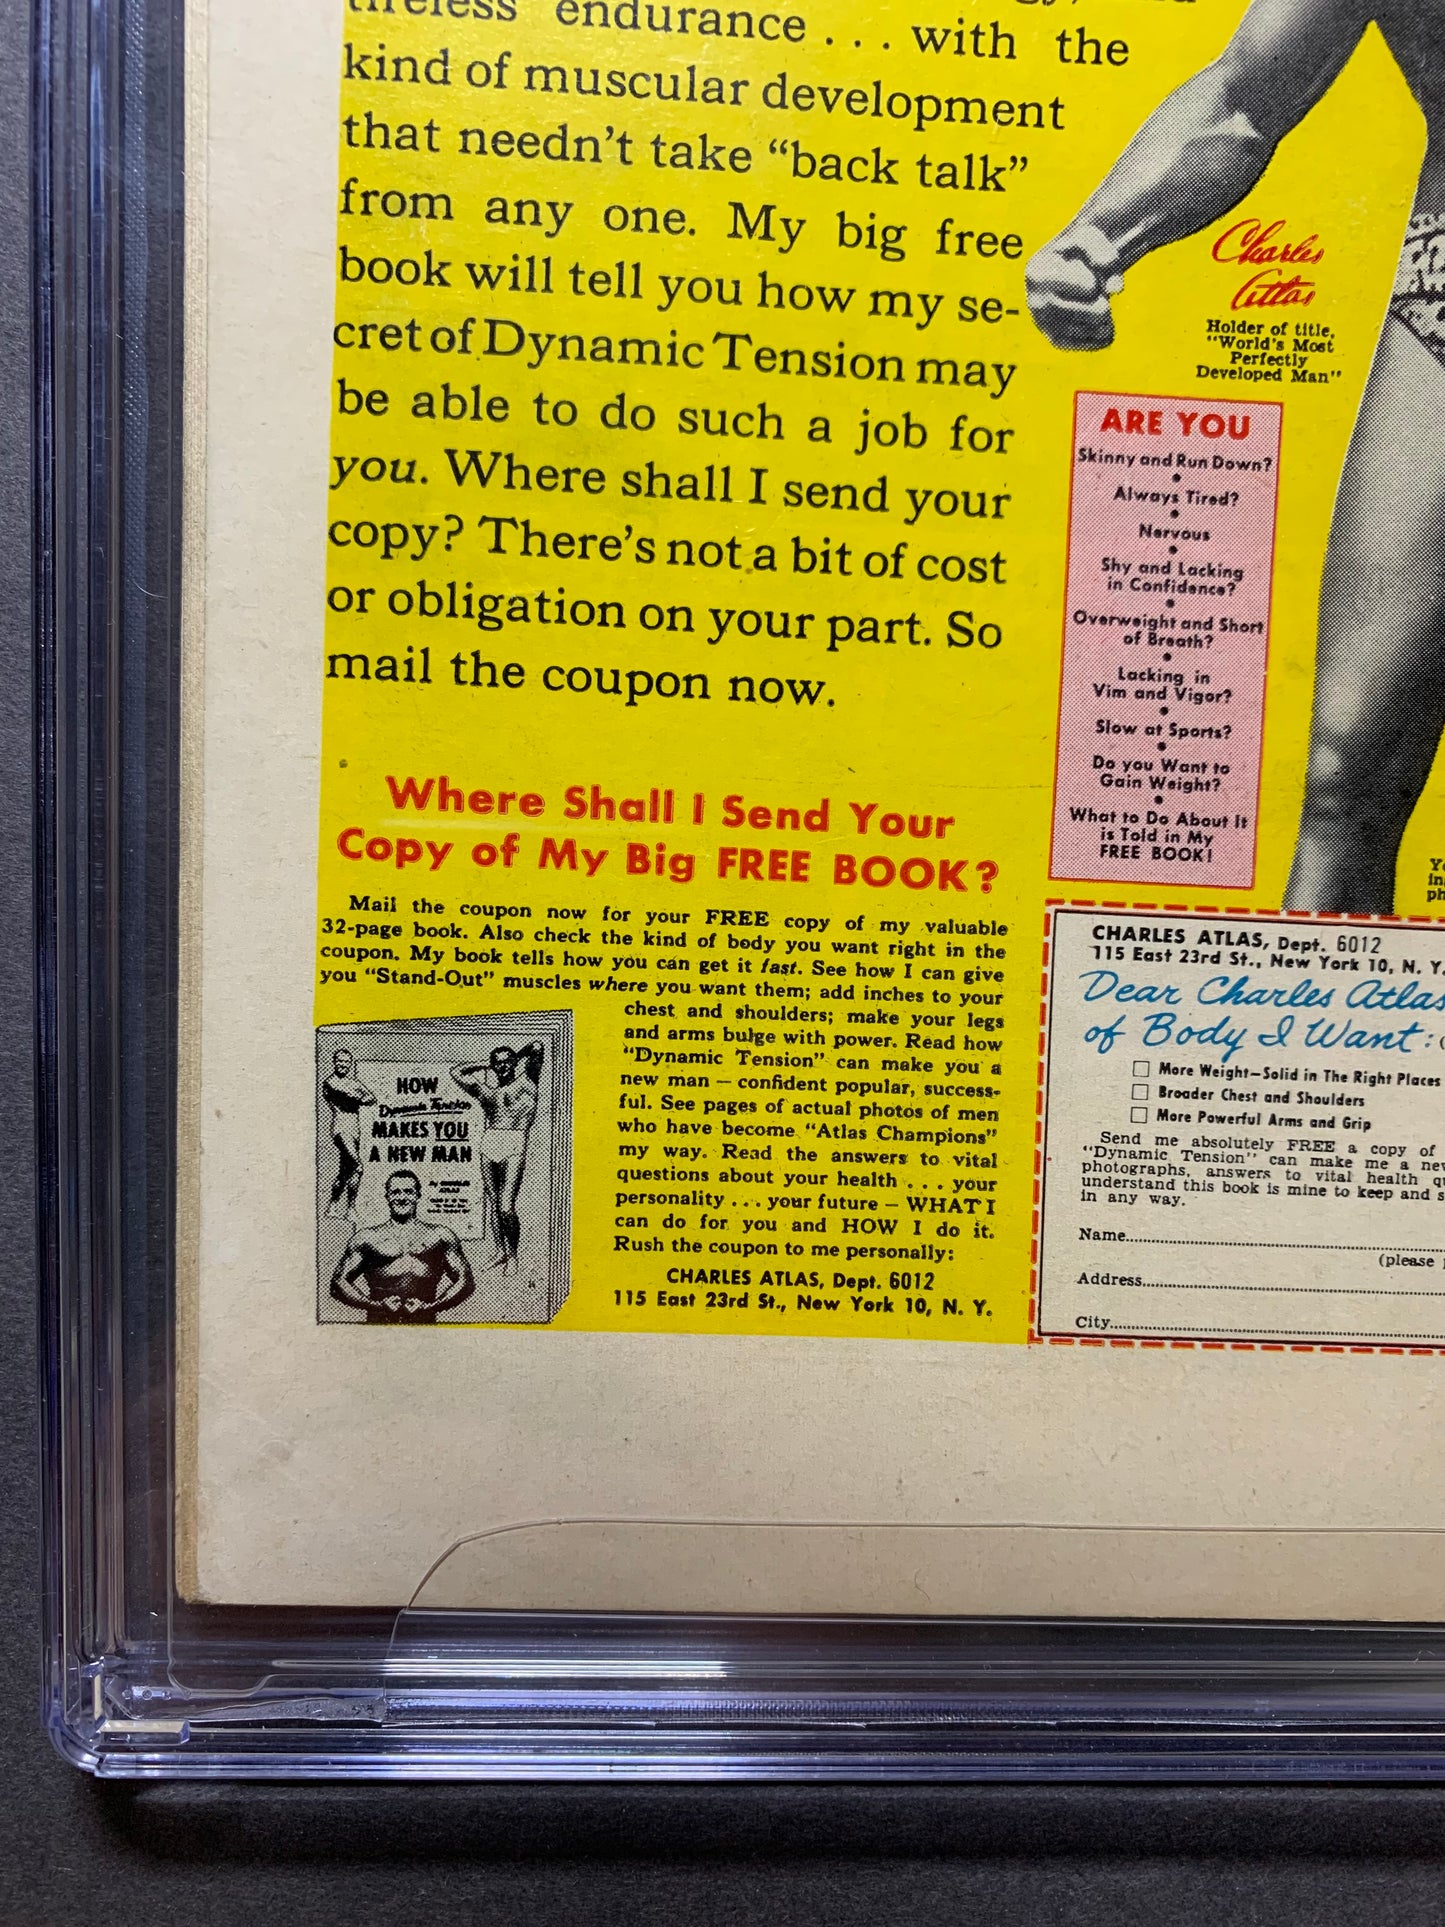 tireless endurance . . . with the
kind of muscular development
that needn't take “back talk”
from any one. My big free
book will tell you how my se-
cret of Dynamic Tension may
be able to do such a job for
you. Where shall I send your
copy? There's not a bit of cost
or obligation on your part. So
mail the coupon now.
Charles
Atlas
Holder of title,
"World's Most
Perfectly
Developed Man"
ARE YOU
Skinny and Run Down?
•
Always Tired?
•
Nervous
•
Shy and Lacking
in Confidence?
•
Overweight and Short
of Breath?
•
Lacking in
Vim and Vigor?
•
Slow at Sports?
•
Do you Want to
Gain Weight?
•
What to Do About It
is Told in My
FREE BOOK!
Where Shall I Send Your
Copy of My Big FREE BOOK?
Mail the coupon now for your FREE copy of my valuable
32-page book. Also check the kind of body you want right in the
coupon. My book tells how you can get it fast. See how I can give
you “Stand-Out” muscles where you want them; add inches to your
chest and shoulders; make your legs
and arms bulge with power. Read how
“Dynamic Tension” can make you a
new man — confident popular, success-
ful. See pages of actual photos of men
who have become “Atlas Champions”
my way. Read the answers to vital
questions about your health . . . your
personality . . . your future — WHAT I
can do for you and HOW I do it.
Rush the coupon to me personally:
CHARLES ATLAS, Dept. 6012
115 East 23rd St., New York 10, N. Y.
HOW
Dynamic Tension
MAKES YOU
A NEW MAN
CHARLES ATLAS, Dept. 6012
115 East 23rd St., New York 10, N. Y.
Dear Charles Atlas
of Body I Want: (
More Weight—Solid in The Right Places
Broader Chest and Shoulders
More Powerful Arms and Grip
Send me absolutely FREE a copy of
"Dynamic Tension" can make me a new
photographs, answers to vital health
understand this book is mine to keep and s
in any way.
Name
(please
Address
City